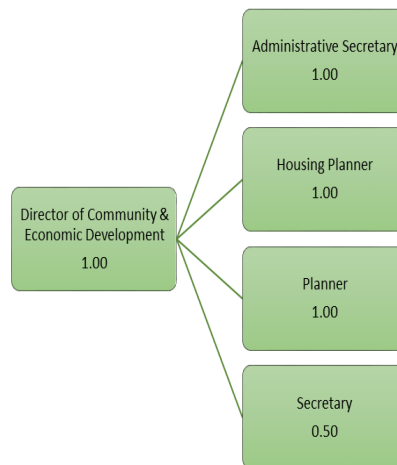 Administrative Secretary
1.00
Housing Planner
1.00
Director of Community &
Economic Development
1.00
Planner
1.00
Secretary
0.50